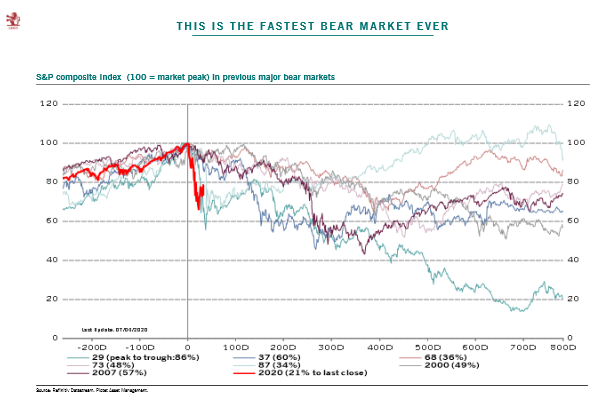 THIS IS THE FASTEST BEAR MARKET EVER
S&P composite index (100 = market peak) in previous major bear markets
120 120
100 100
80 80
60 60
40 40
20 20
Last Update. 07/04/2020
0 0
-200D -100D 0 100D 200D 300D 400D 500D 600D 700D 800D
29 (peak to trough:86%) 37 (60%) 68 (36%)
73 (48%) 87 (34%) 2000 (49%)
2007 (57%) 2020 (21% to last close)
Source: Refinitiv Datastream. Pictet Asset Management.